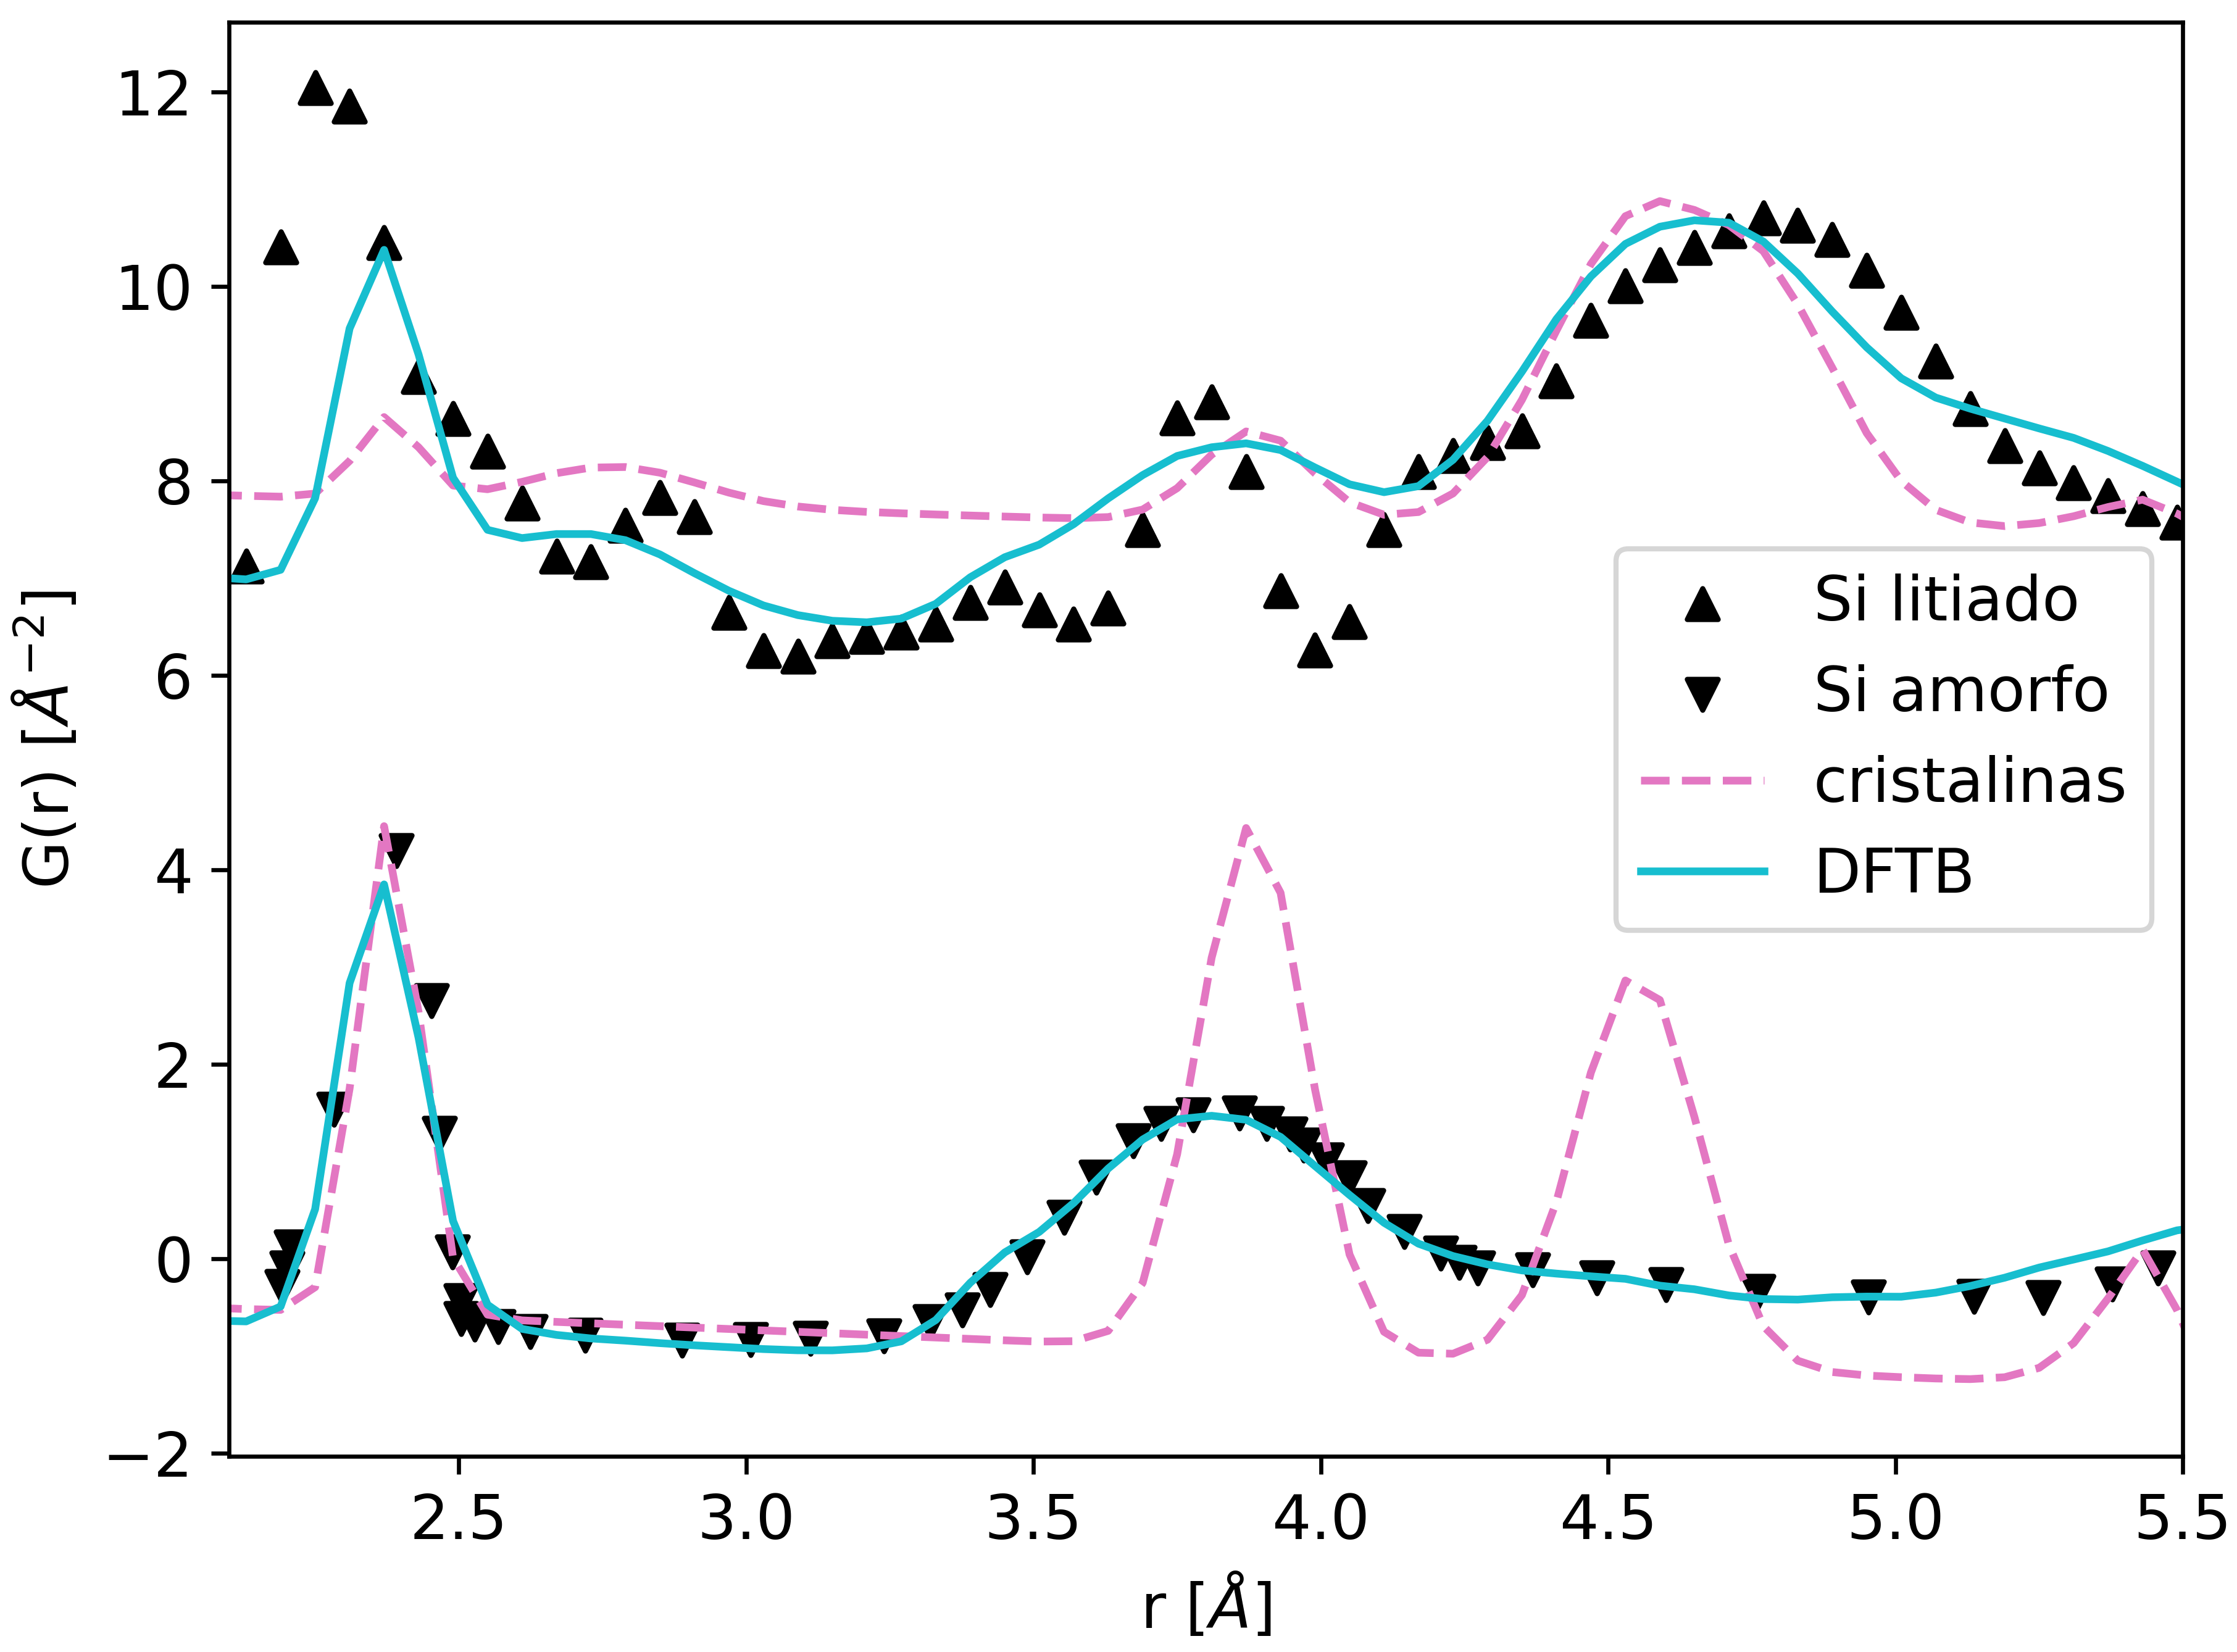 12
10
8
6
4
2
0
−2
G(r) [Å⁻²]
Si litiado
Si amorfo
cristalinas
DFTB
2.5 3.0 3.5 4.0 4.5 5.0 5.5
r [Å]